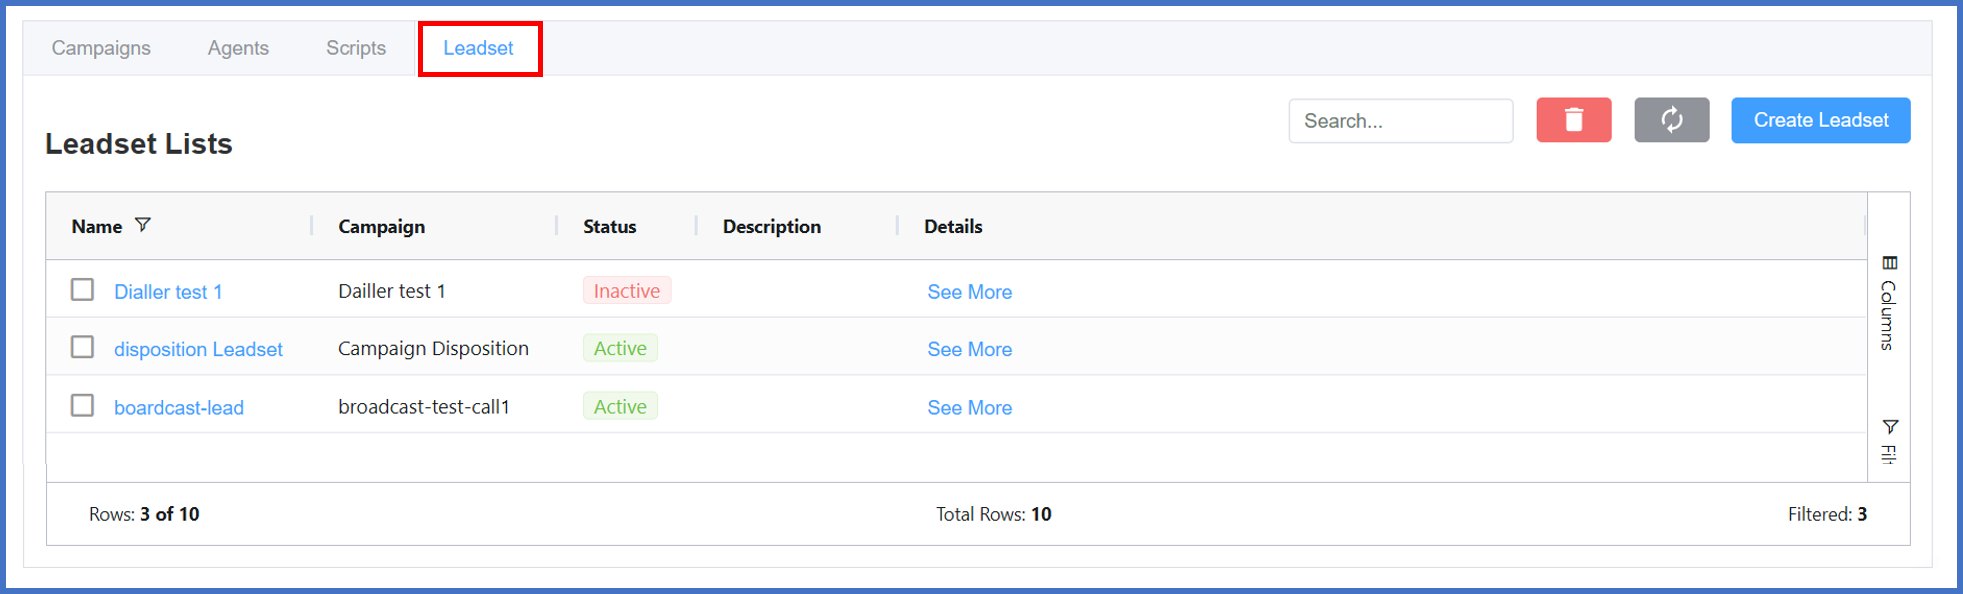 Campaigns Agents Scripts Leadset
Search...
Create Leadset
Leadset Lists
Name Campaign Status Description Details
Dialler test 1 Dailler test 1 Inactive See More
disposition Leadset Campaign Disposition Active See More
boardcast-lead broadcast-test-call1 Active See More
Columns
Filt
Rows: 3 of 10 Total Rows: 10 Filtered: 3